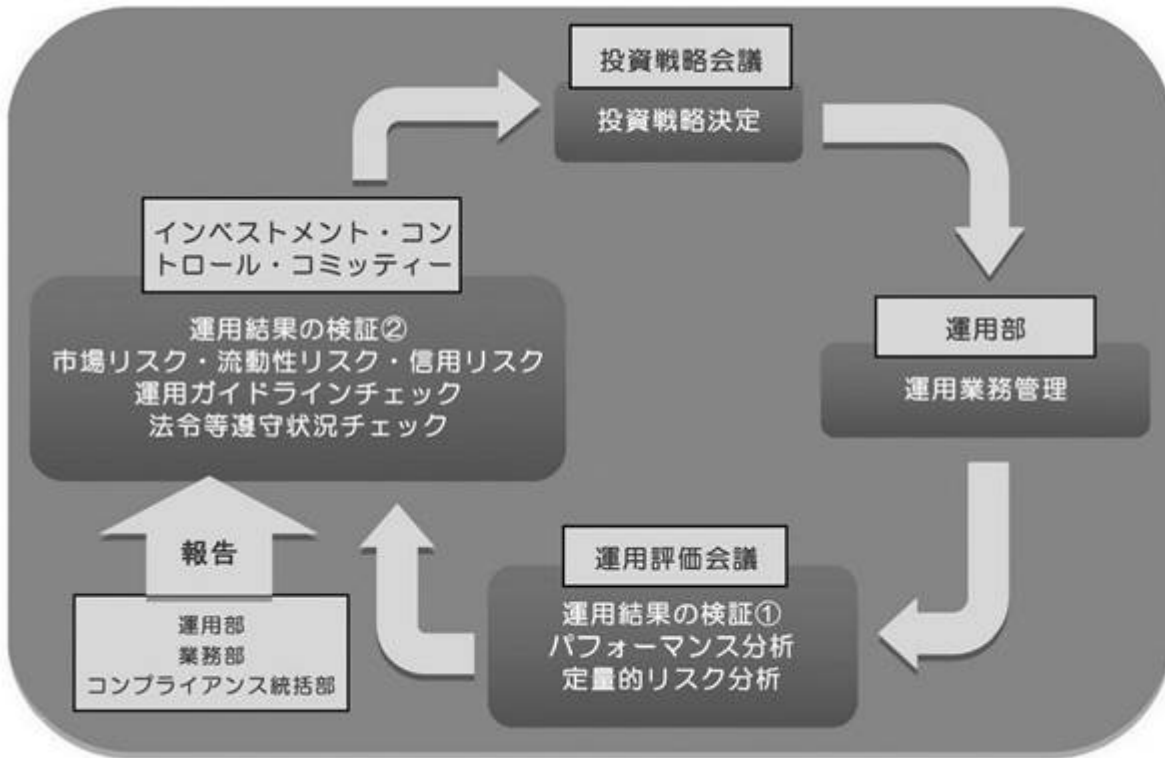 投資戦略会議
投資戦略決定
インベストメント・コン
トロール・コミッティー
運用結果の検証②
市場リスク・流動性リスク・信用リスク
運用ガイドラインチェック
法令等遵守状況チェック
運用部
運用業務管理
運用評価会議
運用結果の検証①
パフォーマンス分析
定量的リスク分析
報告
運用部
業務部
コンプライアンス統括部